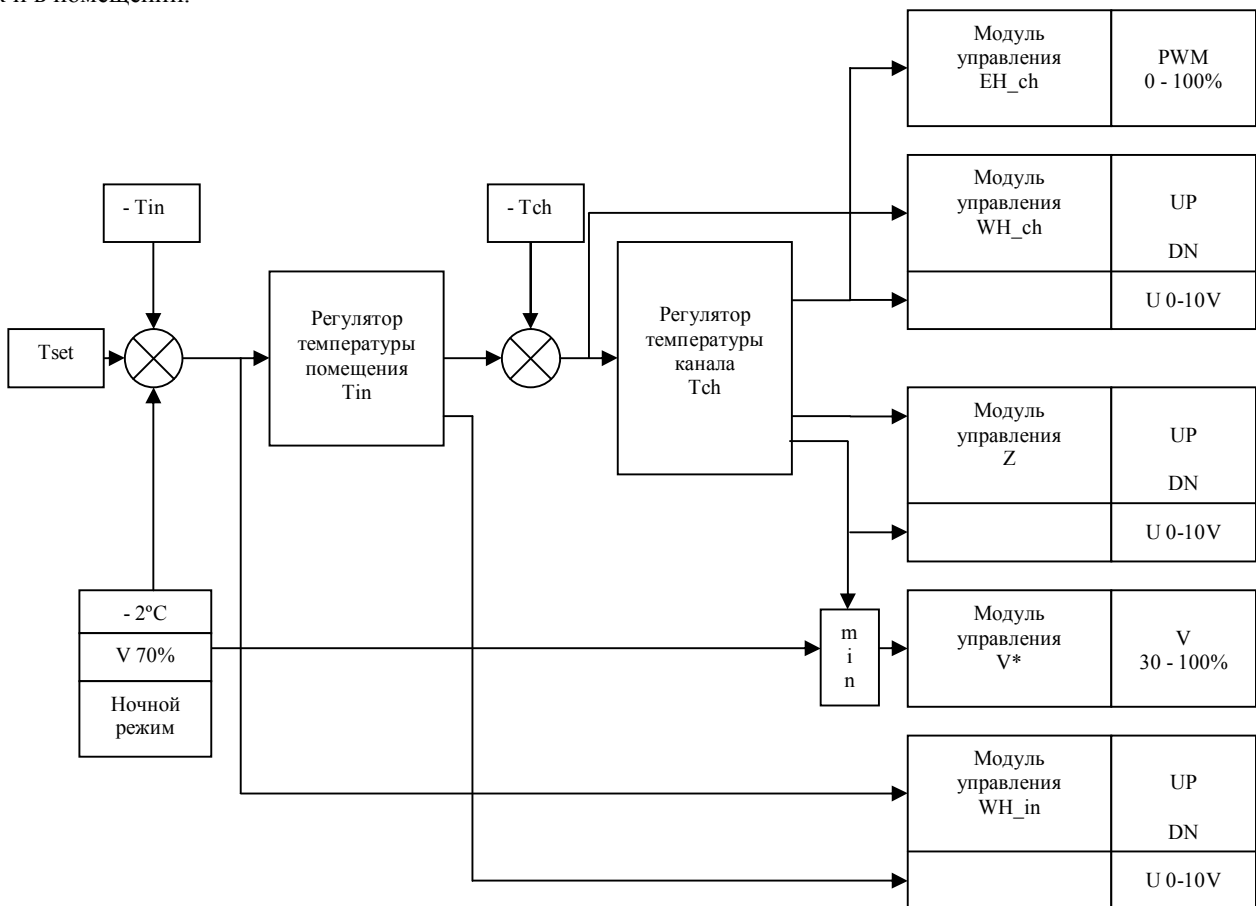 к и в помещении.
Модуль
управления
EH_ch
PWM
0 - 100%
Модуль
управления
WH_ch
UP
DN
U 0-10V
- Tin
- Tch
Tset
Регулятор
температуры
помещения
Tin
Регулятор
температуры
канала
Tch
Модуль
управления
Z
UP
DN
U 0-10V
- 2ºC
V 70%
Ночной
режим
m
i
n
Модуль
управления
V*
V
30 - 100%
Модуль
управления
WH_in
UP
DN
U 0-10V